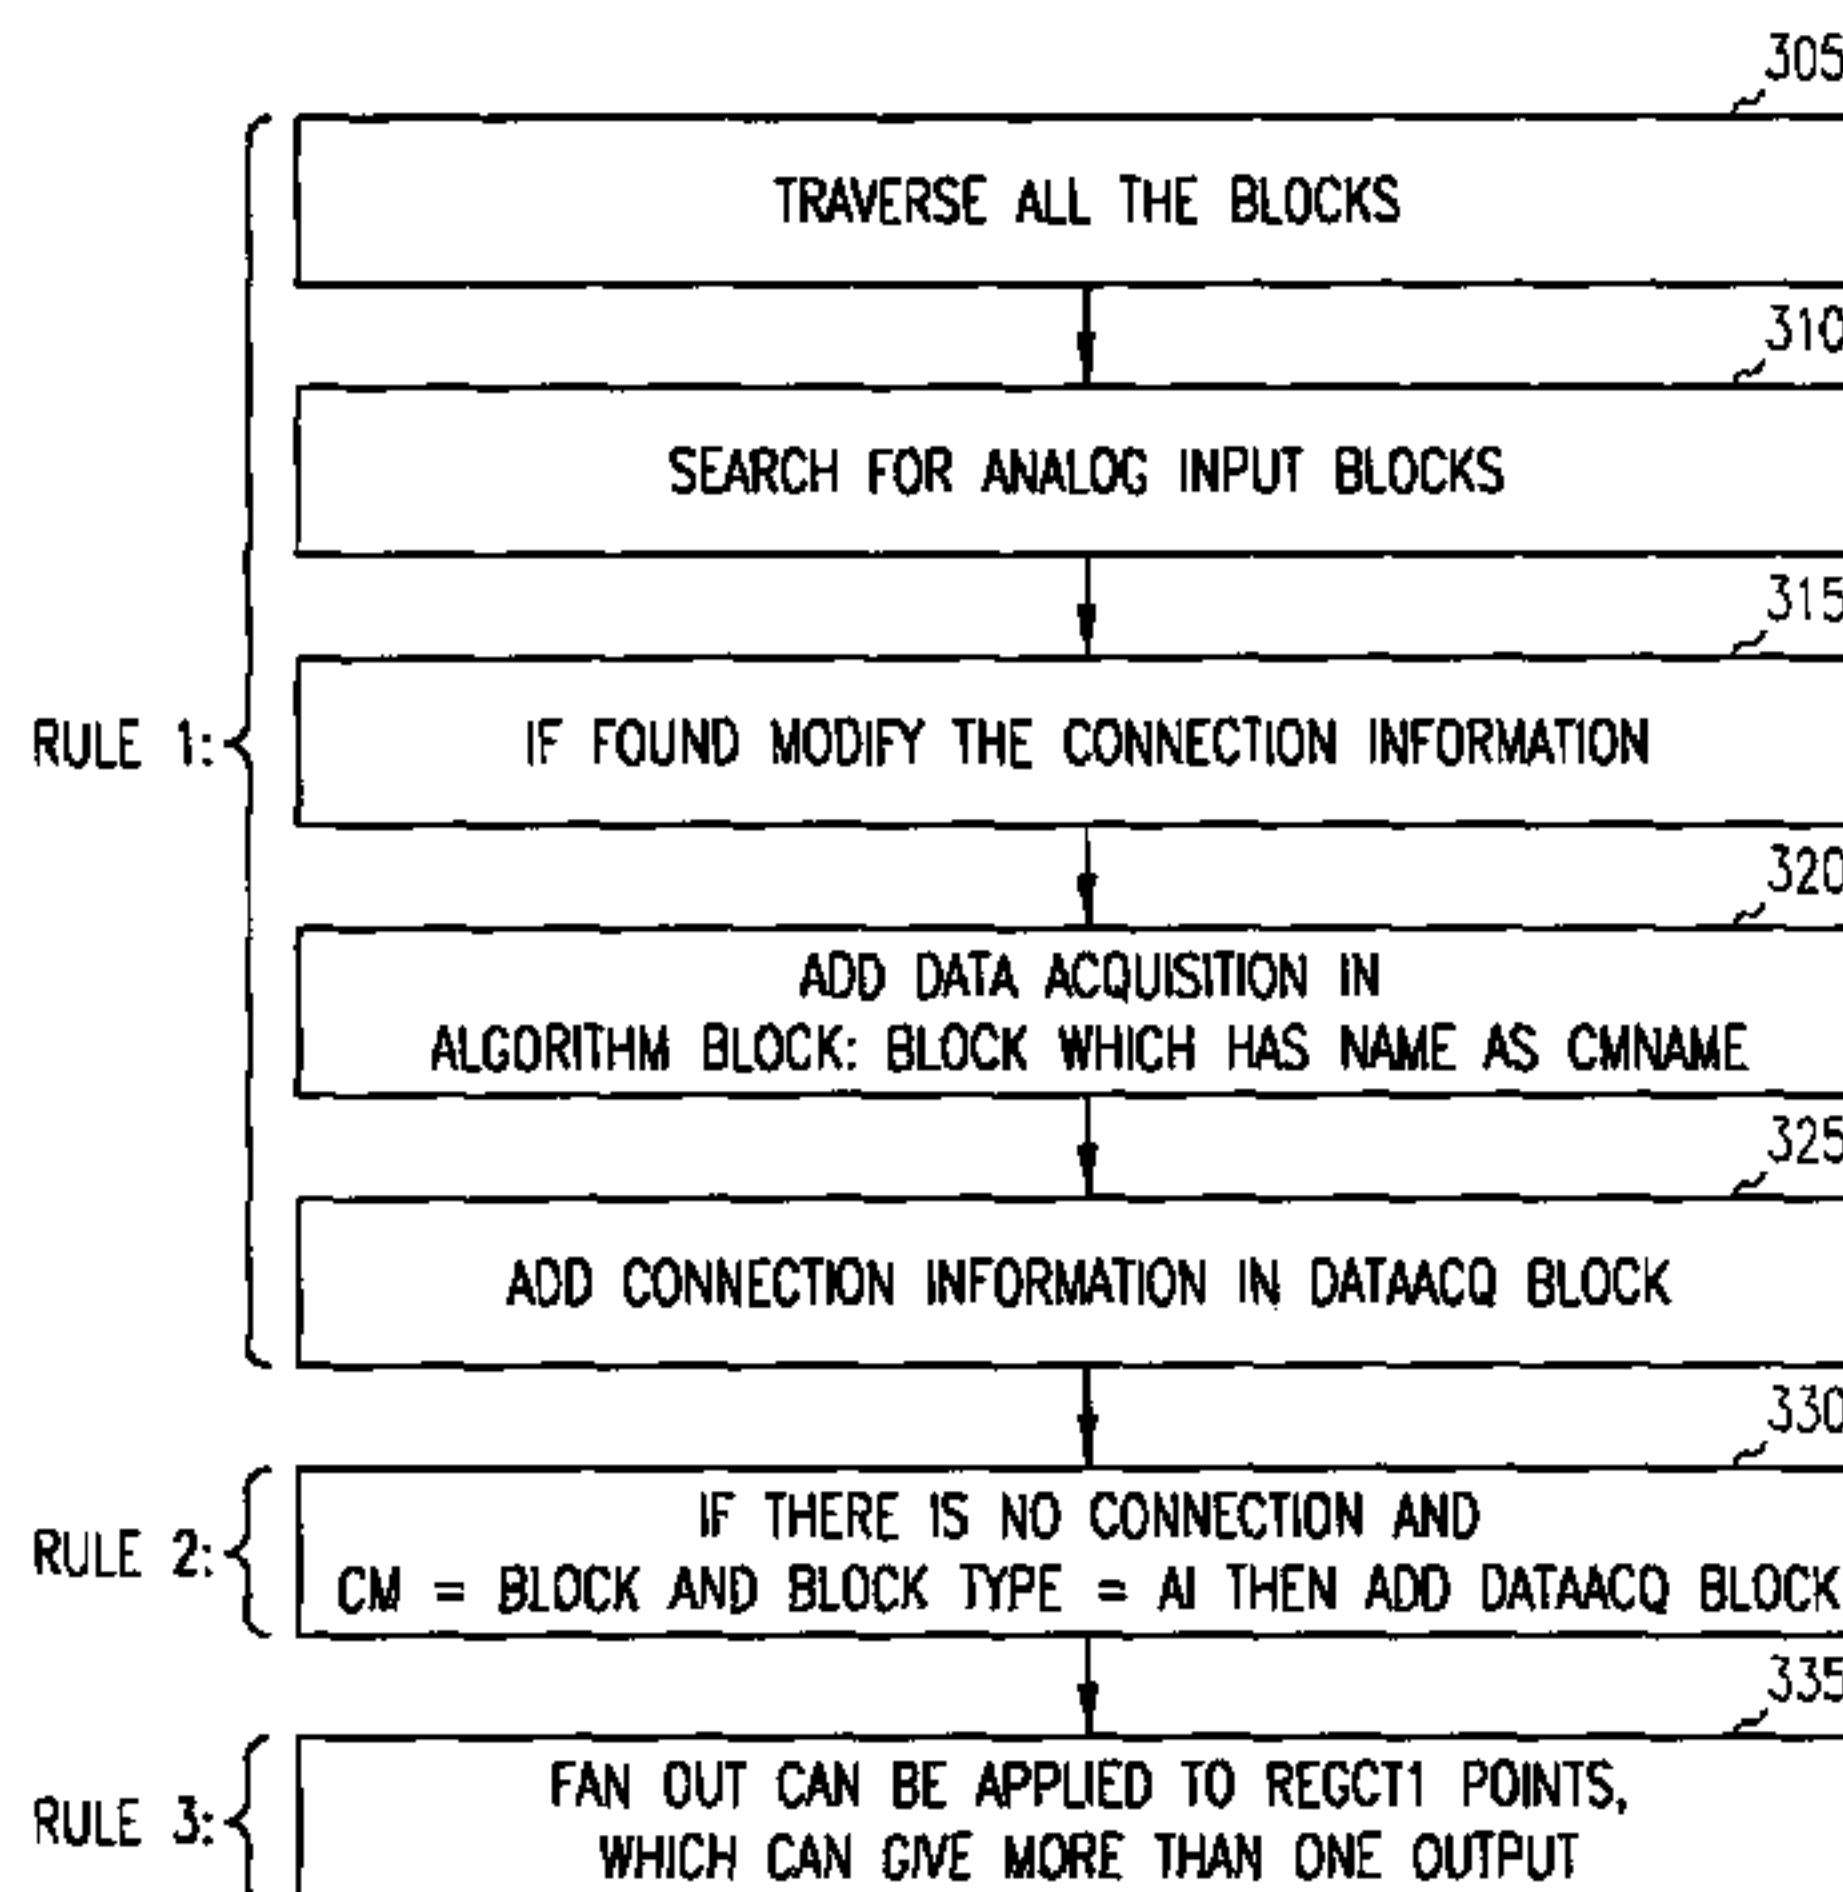 305
TRAVERSE ALL THE BLOCKS
310
SEARCH FOR ANALOG INPUT BLOCKS
315
RULE 1:
IF FOUND MODIFY THE CONNECTION INFORMATION
320
ADD DATA ACQUISITION IN
ALGORITHM BLOCK: BLOCK WHICH HAS NAME AS CMNAME
325
ADD CONNECTION INFORMATION IN DATAACQ BLOCK
330
RULE 2:
IF THERE IS NO CONNECTION AND
CM = BLOCK AND BLOCK TYPE = AI THEN ADD DATAACQ BLOCK
335
RULE 3:
FAN OUT CAN BE APPLIED TO REGCT1 POINTS,
WHICH CAN GIVE MORE THAN ONE OUTPUT